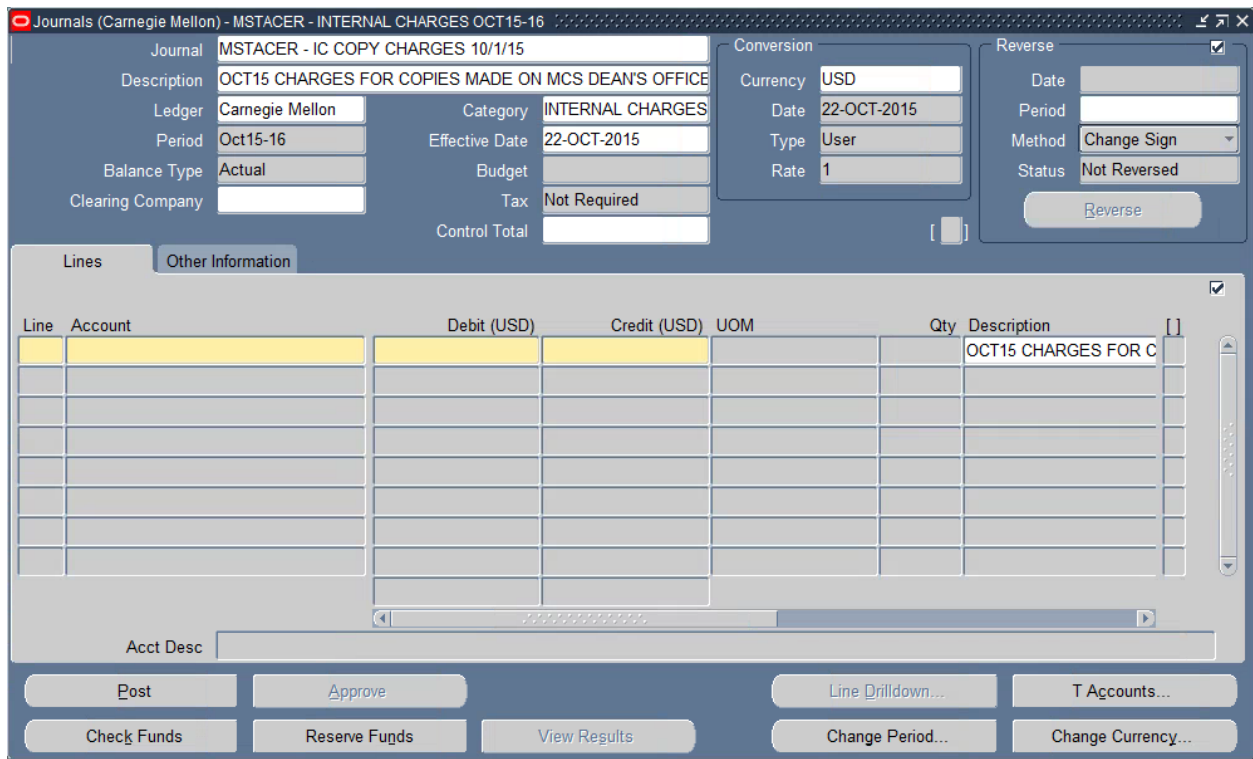 Journals (Carnegie Mellon) - MSTACER - INTERNAL CHARGES OCT15-16
Journal MSTACER - IC COPY CHARGES 10/1/15
Description OCT15 CHARGES FOR COPIES MADE ON MCS DEAN'S OFFICE
Ledger Carnegie Mellon Category INTERNAL CHARGES
Period Oct15-16 Effective Date 22-OCT-2015
Balance Type Actual Budget
Clearing Company Tax Not Required
Control Total
Conversion
Currency USD
Date 22-OCT-2015
Type User
Rate 1
Reverse
Date
Period
Method Change Sign
Status Not Reversed
Reverse
[ ]
Lines Other Information
Line Account Debit (USD) Credit (USD) UOM Qty Description [ ]
OCT15 CHARGES FOR C
Acct Desc
Post Approve Line Drilldown... T Accounts...
Check Funds Reserve Funds View Results Change Period... Change Currency...